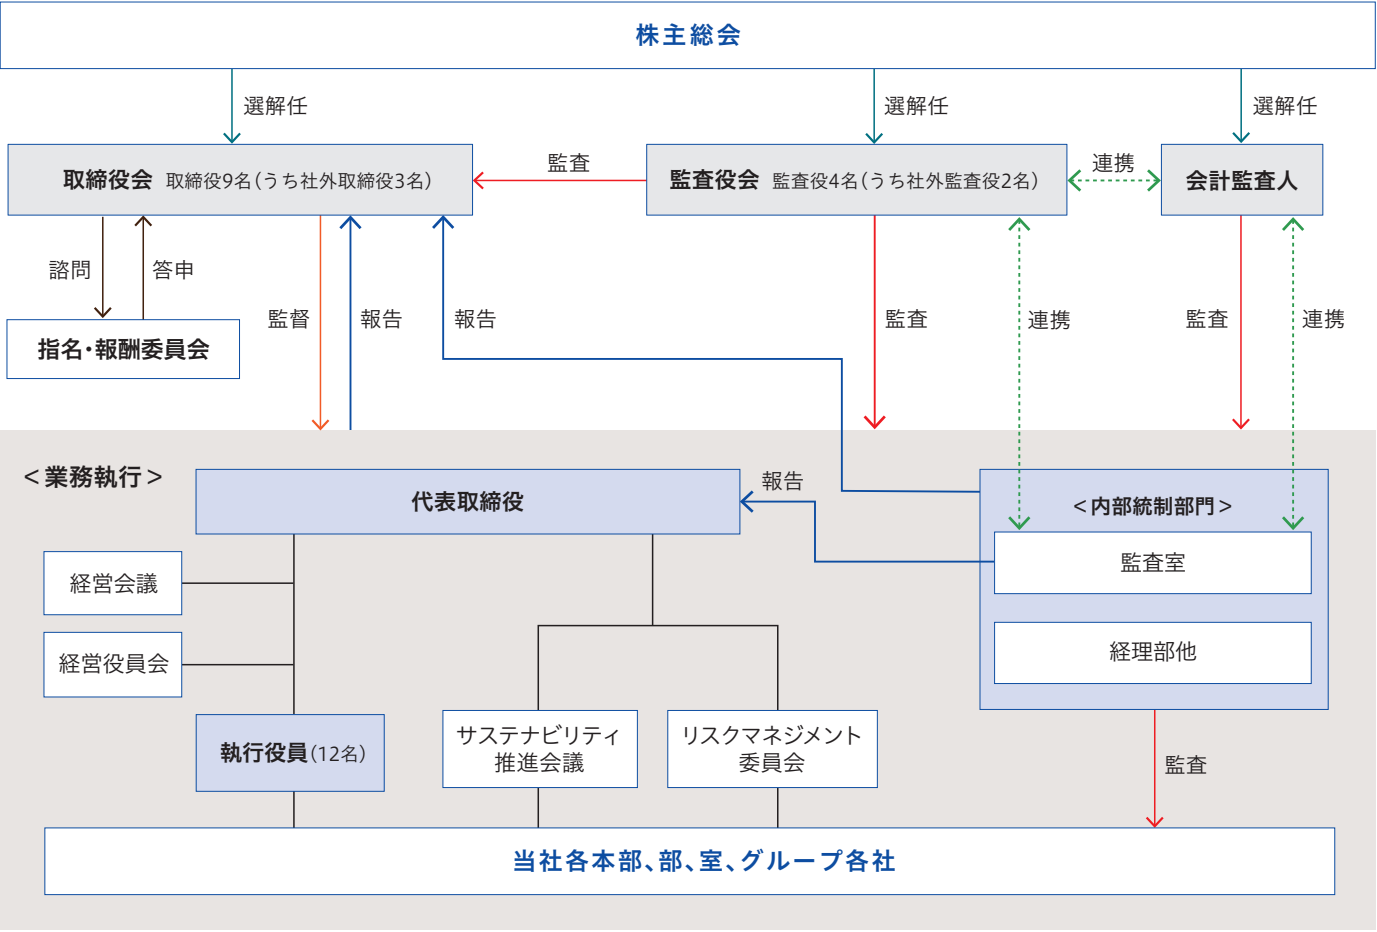 株主総会
選解任
選解任
選解任
取締役会 取締役9名(うち社外取締役3名)
監査
監査役会 監査役4名(うち社外監査役2名)
連携
会計監査人
諮問
答申
指名・報酬委員会
監督
報告
報告
監査
連携
監査
連携
<業務執行>
代表取締役
報告
<内部統制部門>
監査室
経理部他
経営会議
経営役員会
執行役員(12名)
サステナビリティ
推進会議
リスクマネジメント
委員会
監査
当社各本部、部、室、グループ各社